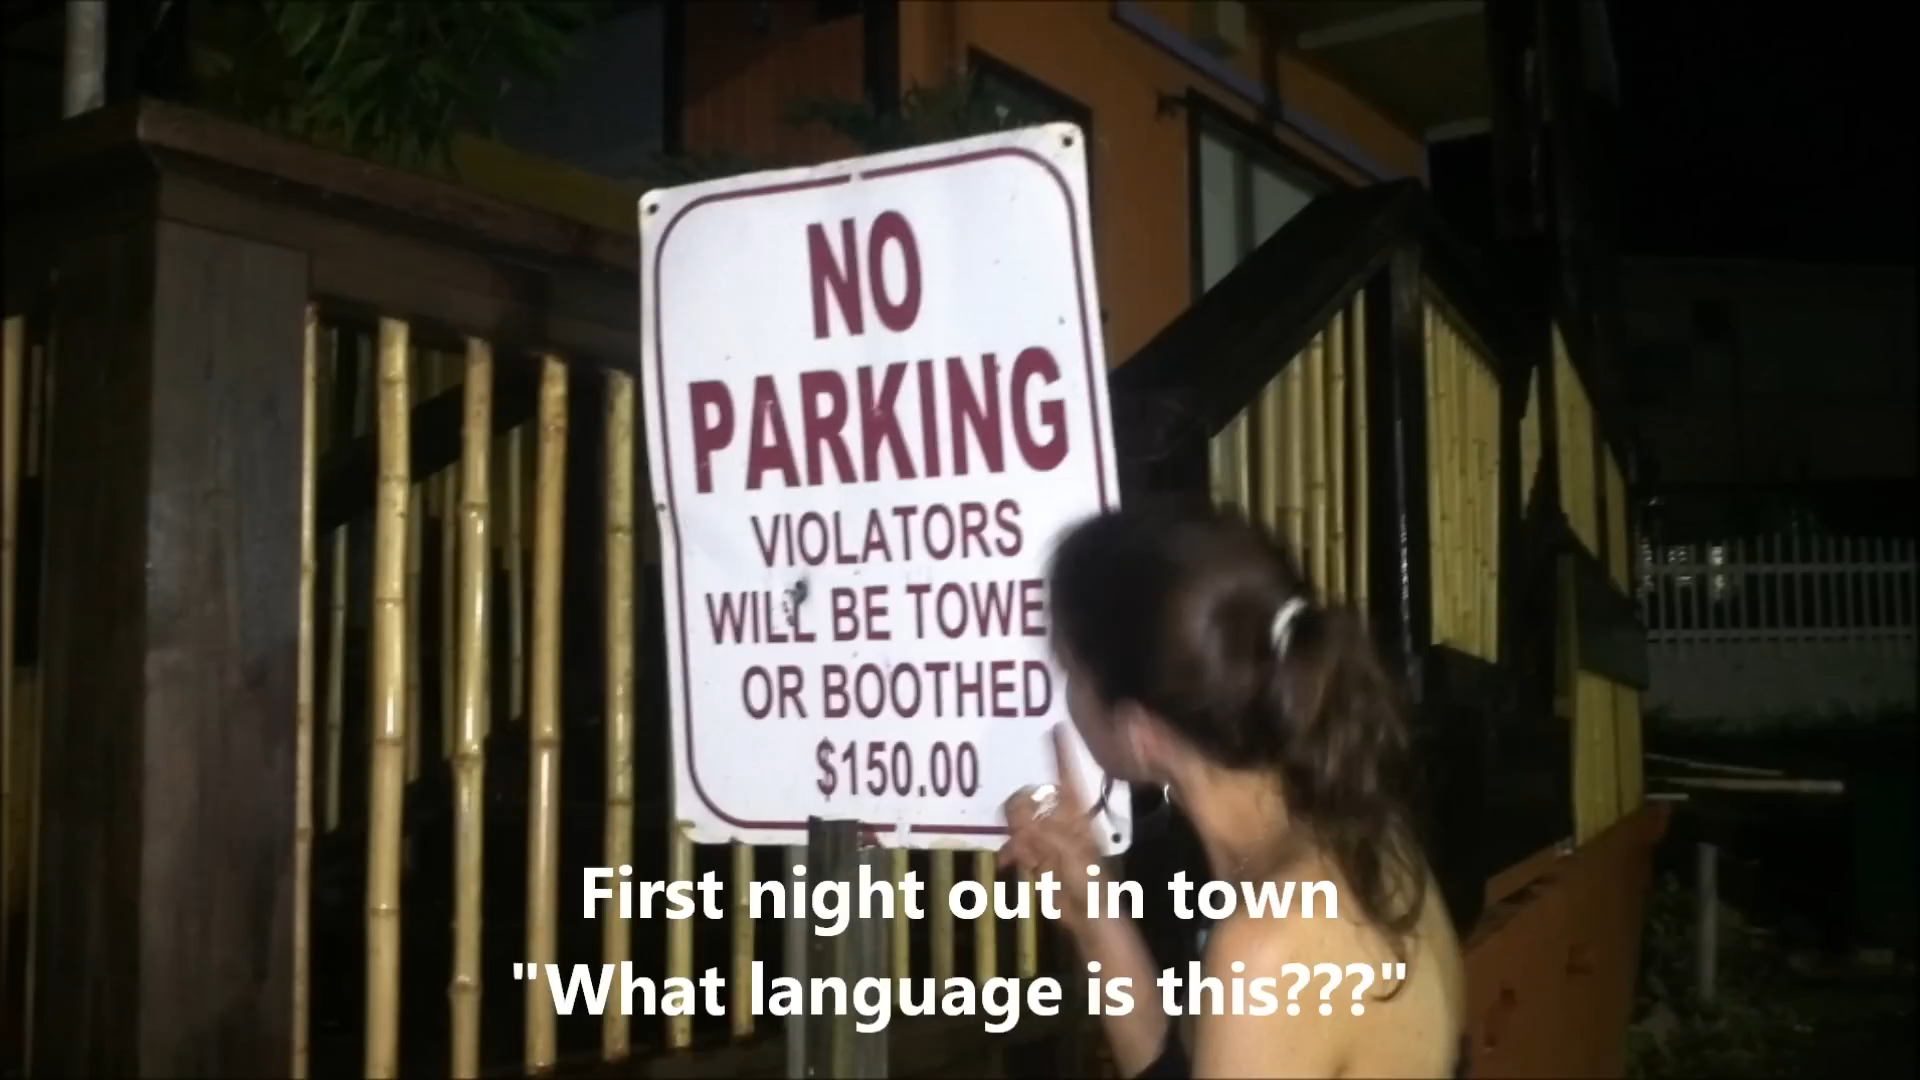 NO
PARKING
VIOLATORS
WILL BE TOWE
OR BOOTHED
$150.00
First night out in town
"What language is this???"